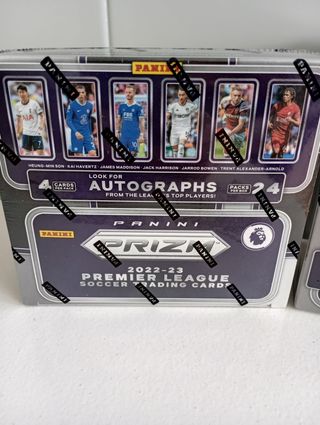 PANINI
HEUNG-MIN SON · KAI HAVERTZ · JAMES MADDISON · JACK HARRISON · JARROD BOWEN · TRENT ALEXANDER-ARNOLD
4 CARDS PER PACK
LOOK FOR
AUTOGRAPHS
FROM THE LEAGUE'S TOP PLAYERS!
PACKS PER BOX 24
PANINI
PANINI
PRIZM
2022-23
PREMIER LEAGUE
SOCCER TRADING CARDS